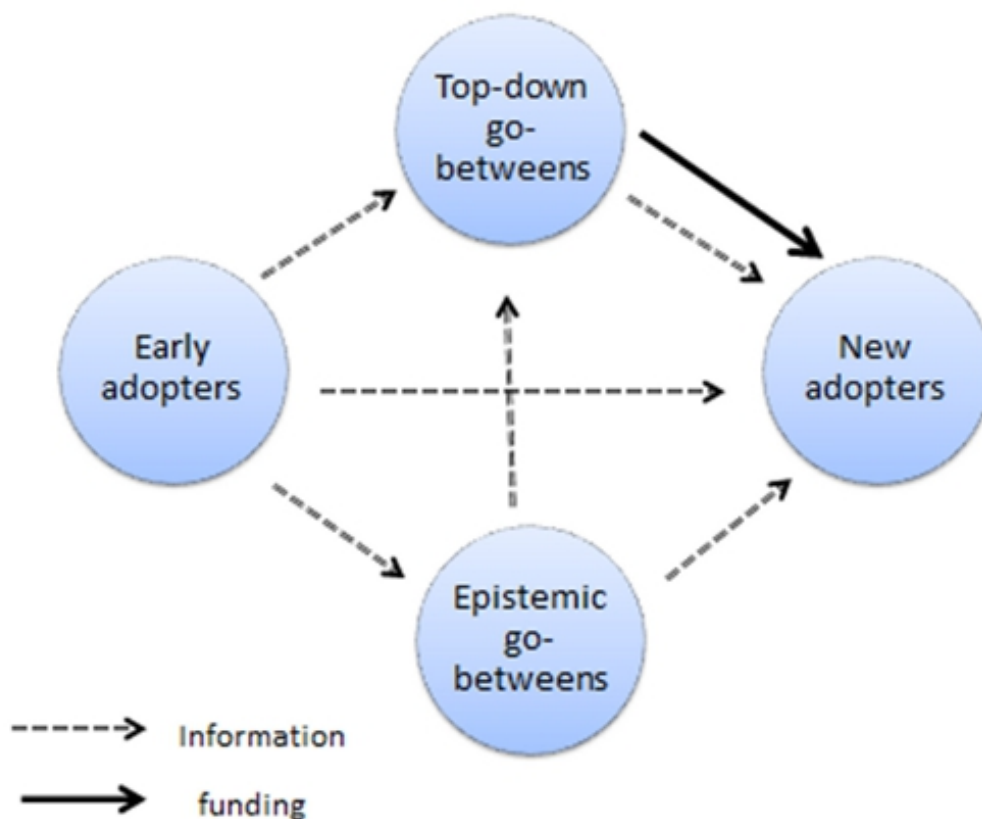 Top-down
go-
betweens
Early
adopters
New
adopters
Epistemic
go-
betweens
Information
funding